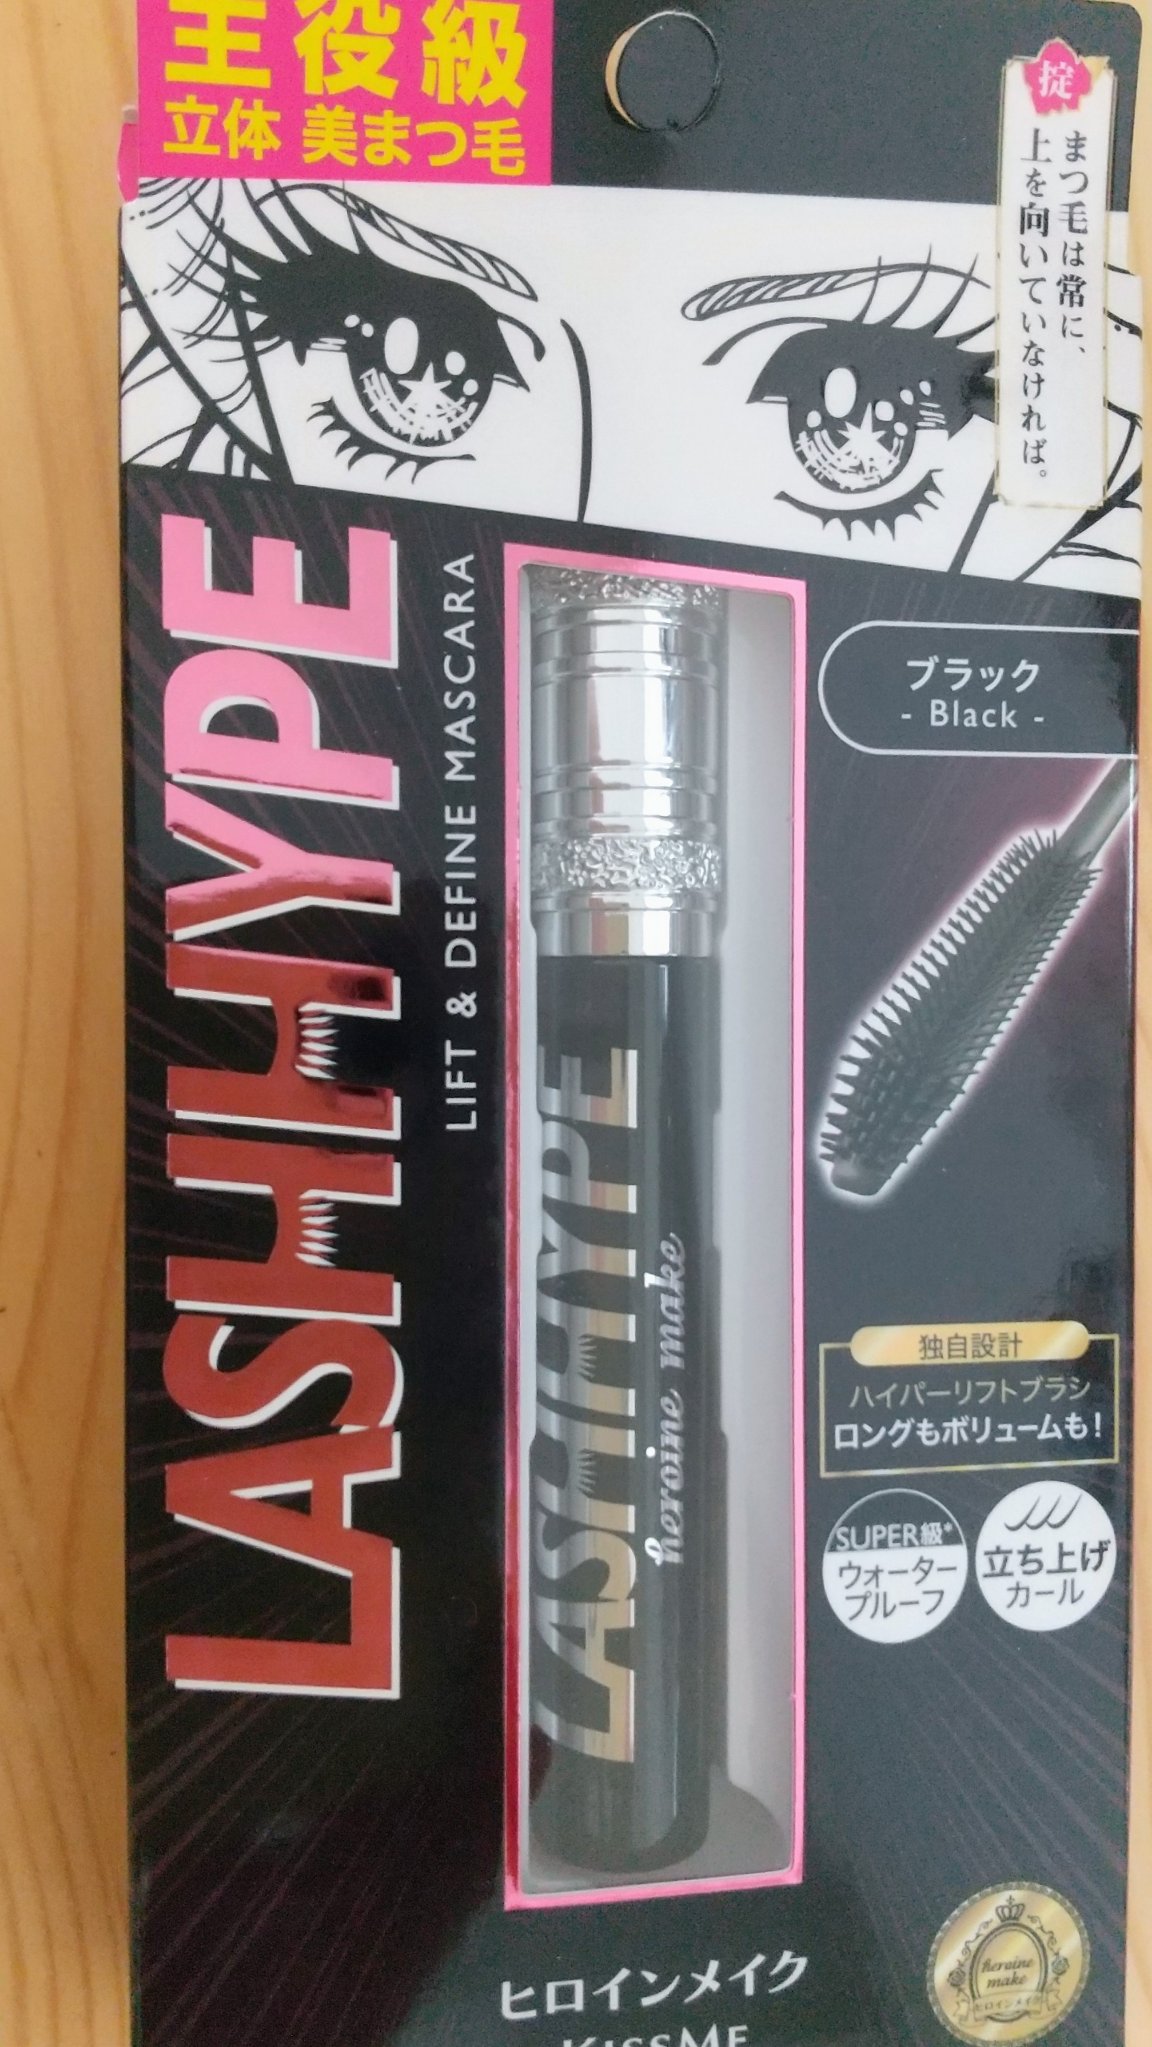 主役級
立体 美まつ毛
掟
まつ毛は常に、
上を向いていなければ。
LASHHYPE
LIFT & DEFINE MASCARA
ブラック
- Black -
LASHHYPE
heroine make
独自設計
ハイパーリフトブラシ
ロングもボリュームも!
SUPER級*
ウォーター
プルーフ
立ち上げ
カール
heroine
make
ヒロインメイク
ヒロインメイク
KISSME